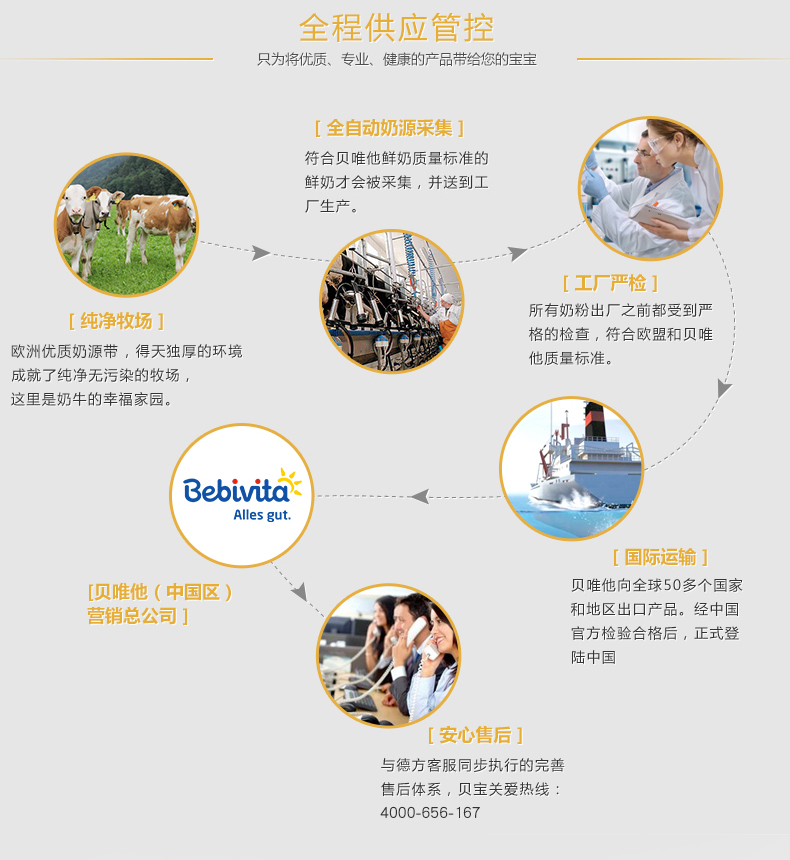 全程供应管控
只为将优质、专业、健康的产品带给您的宝宝
[ 纯净牧场 ]
欧洲优质奶源带，得天独厚的环境
成就了纯净无污染的牧场，
这里是奶牛的幸福家园。
[ 全自动奶源采集 ]
符合贝唯他鲜奶质量标准的
鲜奶才会被采集，并送到工
厂生产。
[ 工厂严检 ]
所有奶粉出厂之前都受到严
格的检查，符合欧盟和贝唯
他质量标准。
[ 国际运输 ]
贝唯他向全球50多个国家
和地区出口产品。经中国
官方检验合格后，正式登
陆中国
Bebivita
Alles gut.
[贝唯他（中国区）
营销总公司 ]
[ 安心售后 ]
与德方客服同步执行的完善
售后体系，贝宝关爱热线：
4000-656-167